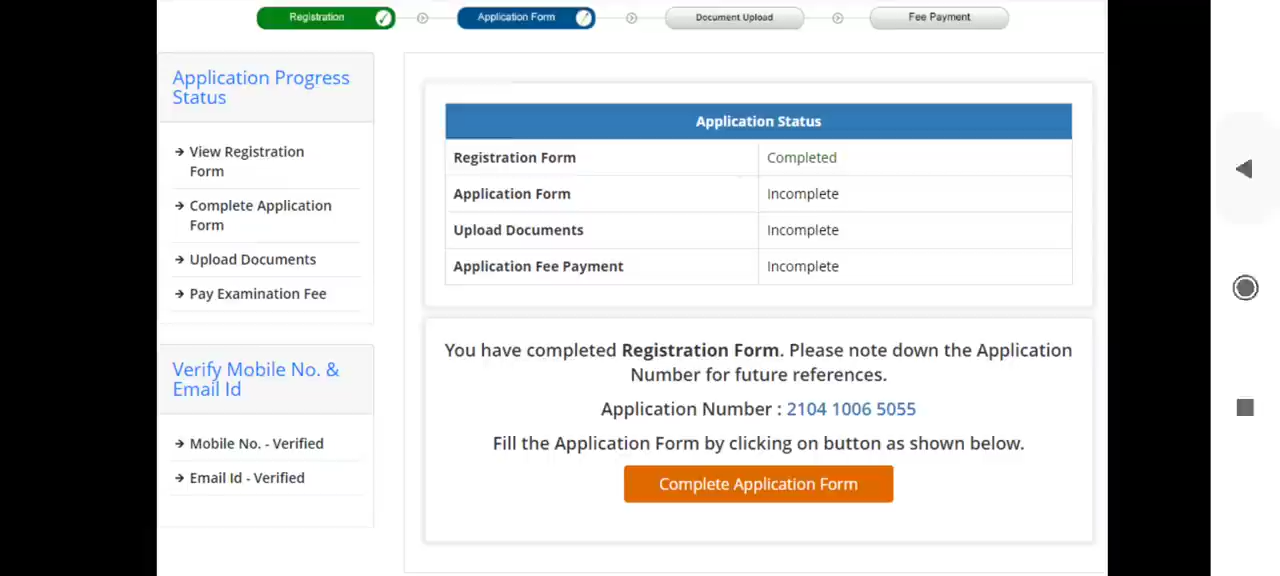 Registration
Application Form
Document Upload
Fee Payment
Application Progress
Status
View Registration
Form
Complete Application
Form
Upload Documents
Pay Examination Fee
Verify Mobile No. &
Email Id
Mobile No. - Verified
Email Id - Verified
Application Status
Registration Form Completed
Application Form Incomplete
Upload Documents Incomplete
Application Fee Payment Incomplete
You have completed Registration Form. Please note down the Application
Number for future references.
Application Number : 2104 1006 5055
Fill the Application Form by clicking on button as shown below.
Complete Application Form